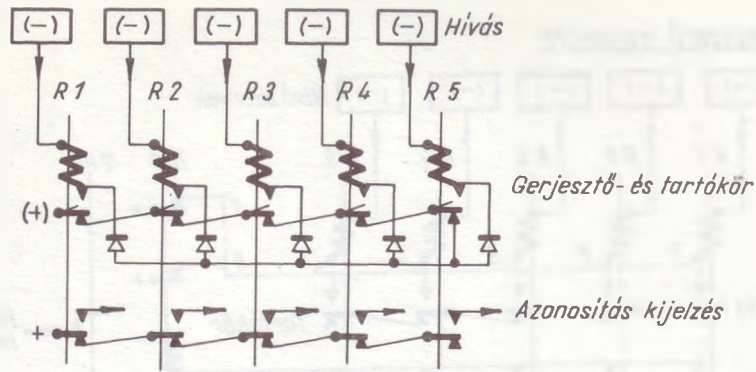 (-) (-) (-) (-) (-) Hívás
R1 R2 R3 R4 R5
Gerjesztő- és tartókör
(+)
Azonosítás kijelzés
+